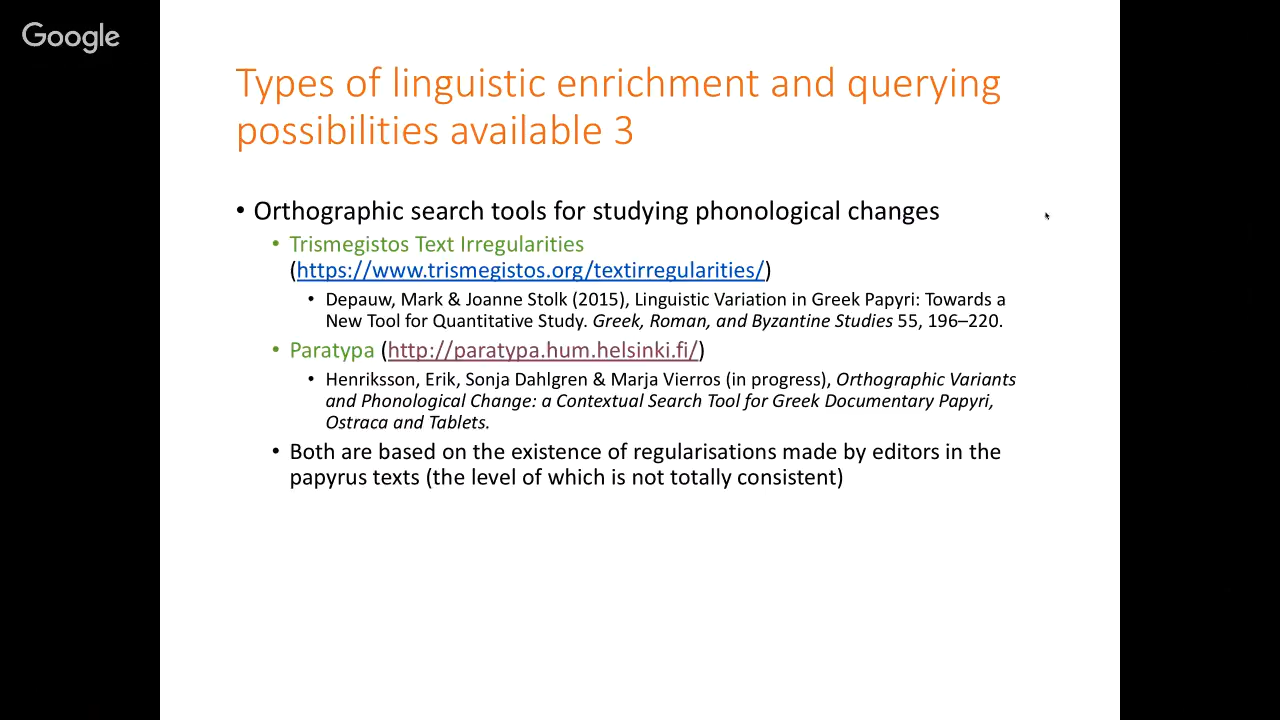 Google
Types of linguistic enrichment and querying
possibilities available 3
• Orthographic search tools for studying phonological changes
• Trismegistos Text Irregularities
(https://www.trismegistos.org/textirregularities/)
• Depauw, Mark & Joanne Stolk (2015), Linguistic Variation in Greek Papyri: Towards a
New Tool for Quantitative Study. Greek, Roman, and Byzantine Studies 55, 196–220.
• Paratypa (http://paratypa.hum.helsinki.fi/)
• Henriksson, Erik, Sonja Dahlgren & Marja Vierros (in progress), Orthographic Variants
and Phonological Change: a Contextual Search Tool for Greek Documentary Papyri,
Ostraca and Tablets.
• Both are based on the existence of regularisations made by editors in the
papyrus texts (the level of which is not totally consistent)